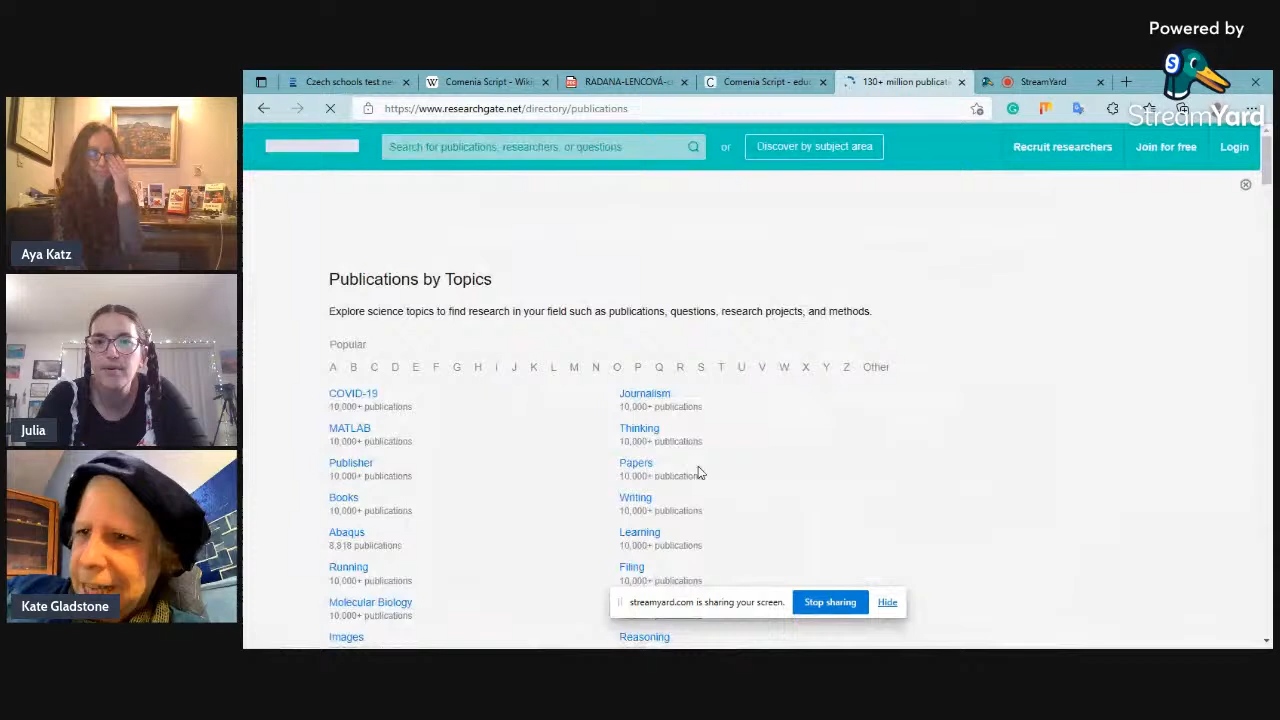 Powered by
StreamYard
Czech schools test ne
Comenia Script - Wiki
RADANA-LENCOVÁ-c
Comenia Script - edu
130+ million publicat
StreamYard
https://www.researchgate.net/directory/publications
Search for publications, researchers, or questions
or
Discover by subject area
Recruit researchers
Join for free
Login
Publications by Topics
Explore science topics to find research in your field such as publications, questions, research projects, and methods.
Popular
A B C D E F G H I J K L M N O P Q R S T U V W X Y Z Other
COVID-19
10,000+ publications
MATLAB
10,000+ publications
Publisher
10,000+ publications
Books
10,000+ publications
Abaqus
8,818 publications
Running
10,000+ publications
Molecular Biology
10,000+ publications
Images
Journalism
10,000+ publications
Thinking
10,000+ publications
Papers
10,000+ publications
Writing
10,000+ publications
Learning
10,000+ publications
Filing
10,000+ publications
Reasoning
streamyard.com is sharing your screen.
Stop sharing
Hide
Aya Katz
Julia
Kate Gladstone